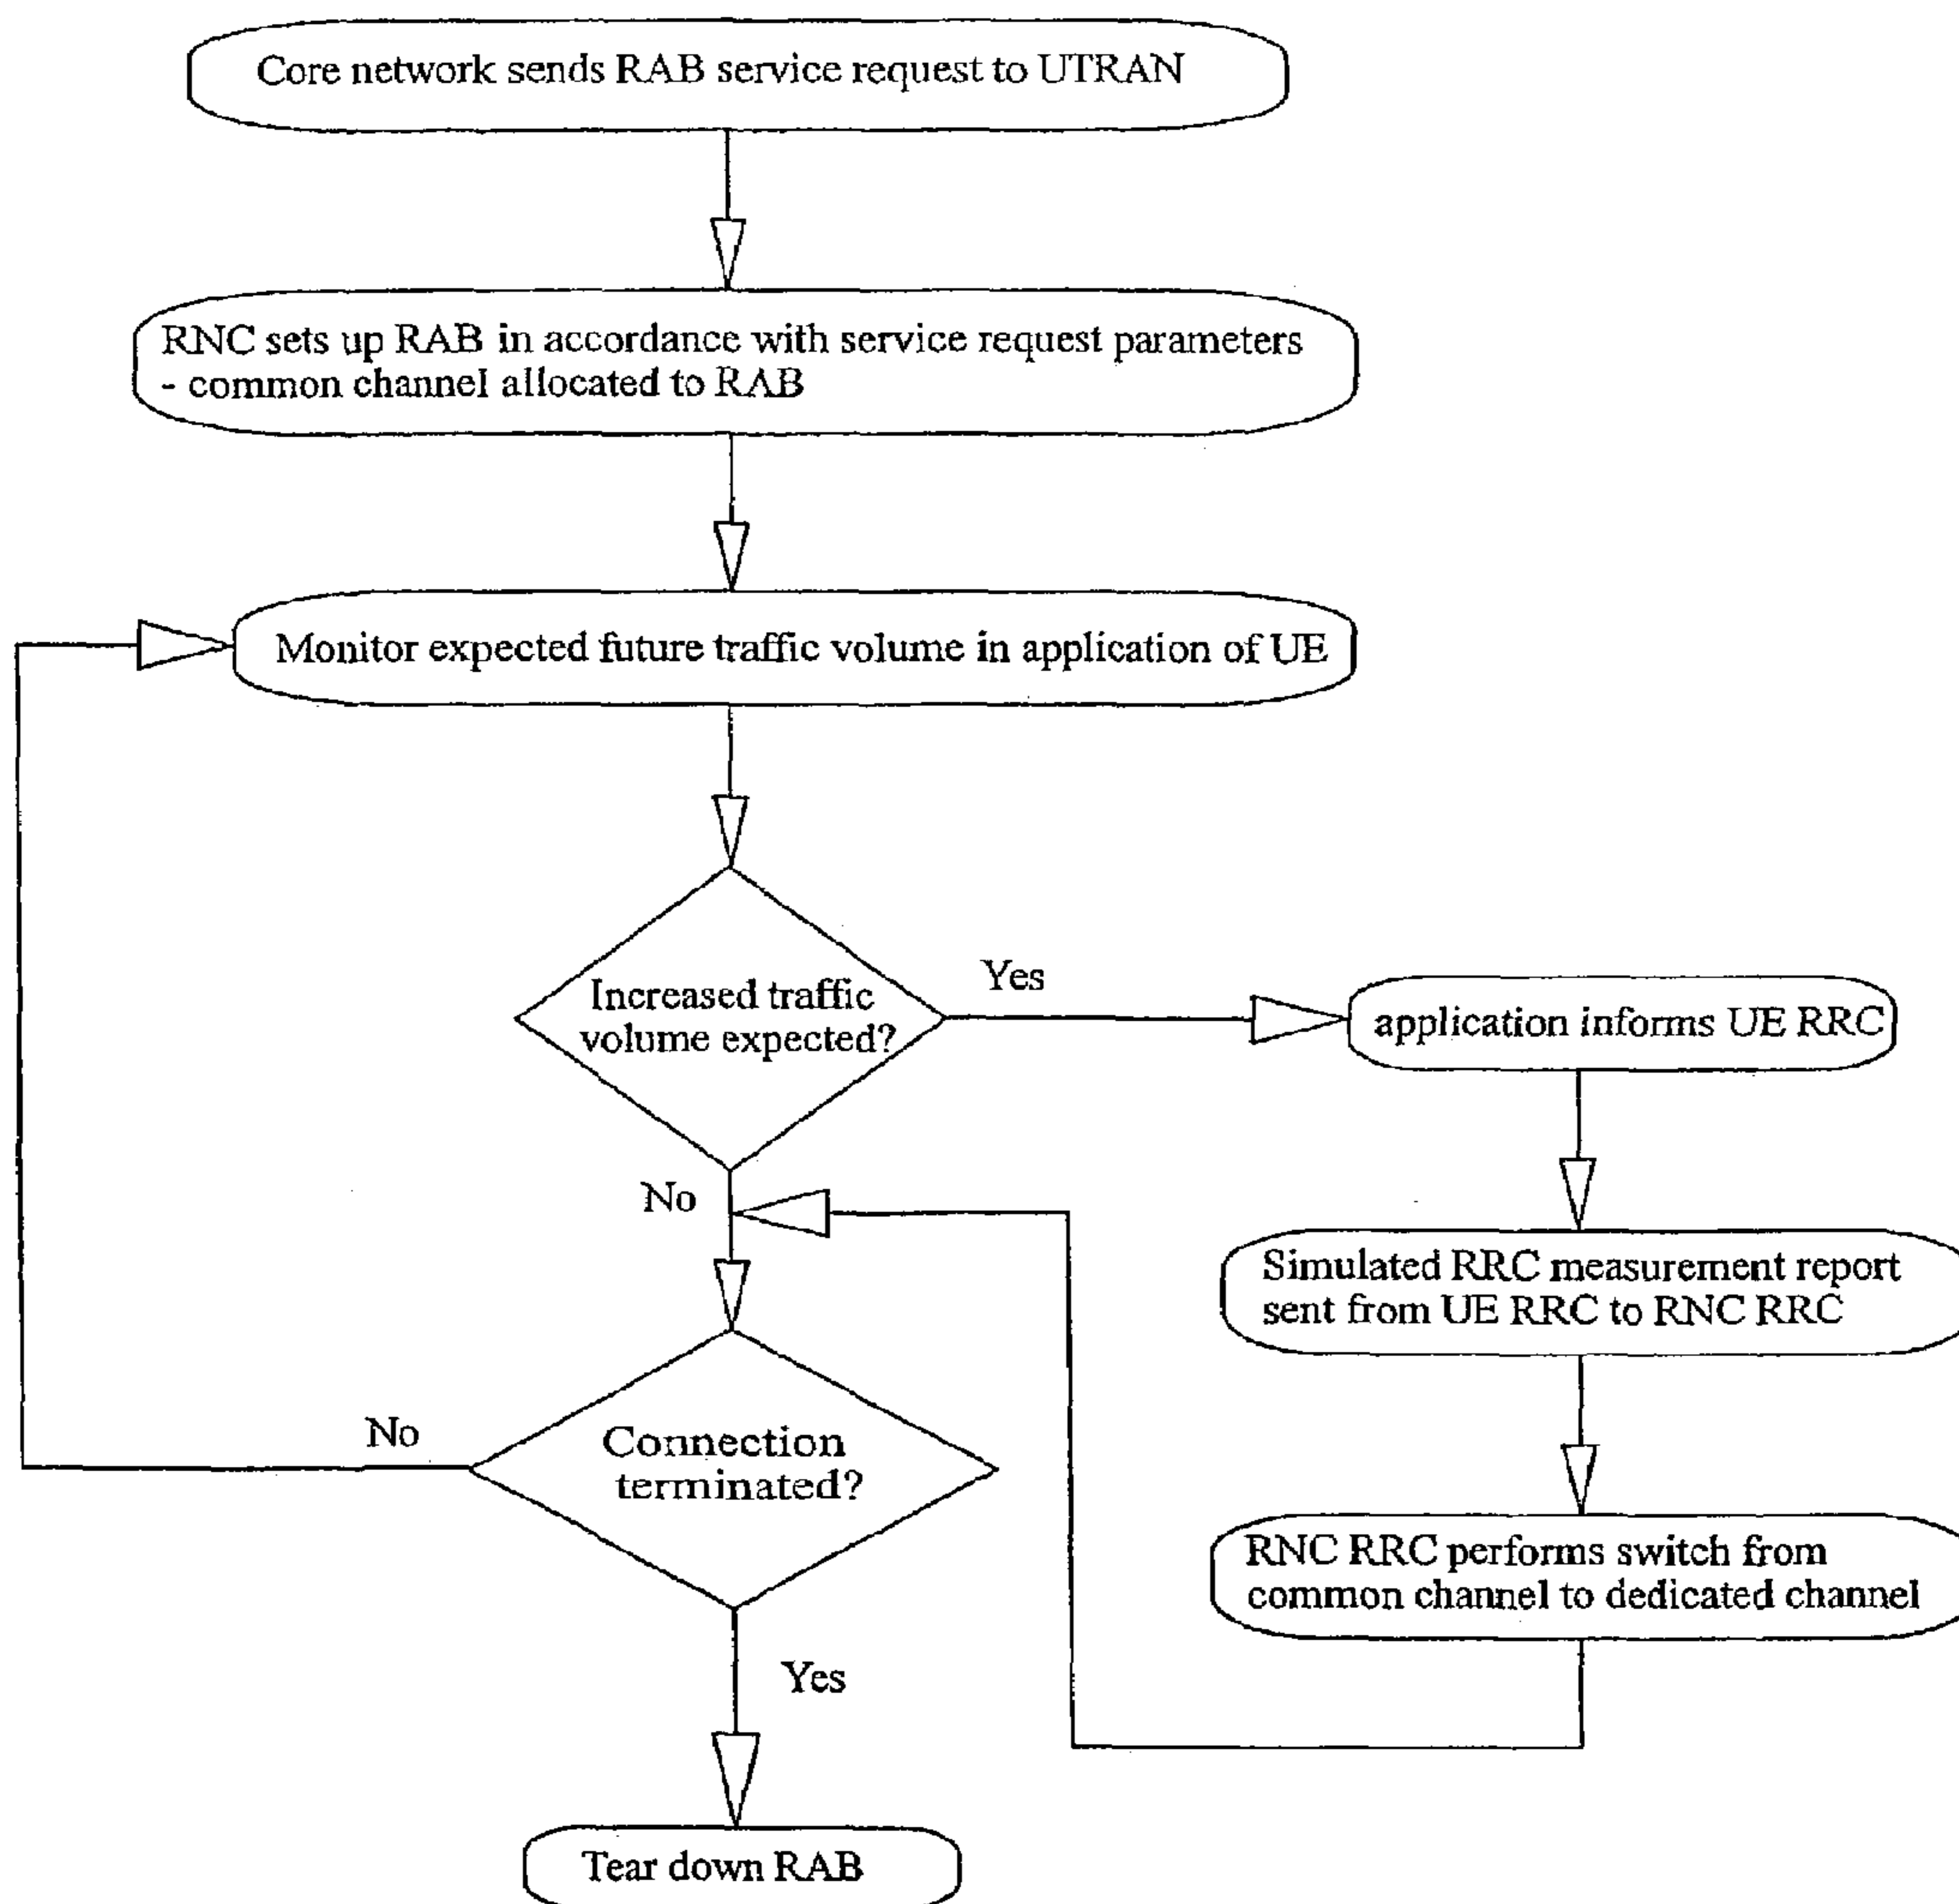 Core network sends RAB service request to UTRAN
RNC sets up RAB in accordance with service request parameters
- common channel allocated to RAB
Monitor expected future traffic volume in application of UE
Increased traffic
volume expected?
Yes
application informs UE RRC
No
Simulated RRC measurement report
sent from UE RRC to RNC RRC
No
Connection
terminated?
RNC RRC performs switch from
common channel to dedicated channel
Yes
Tear down RAB